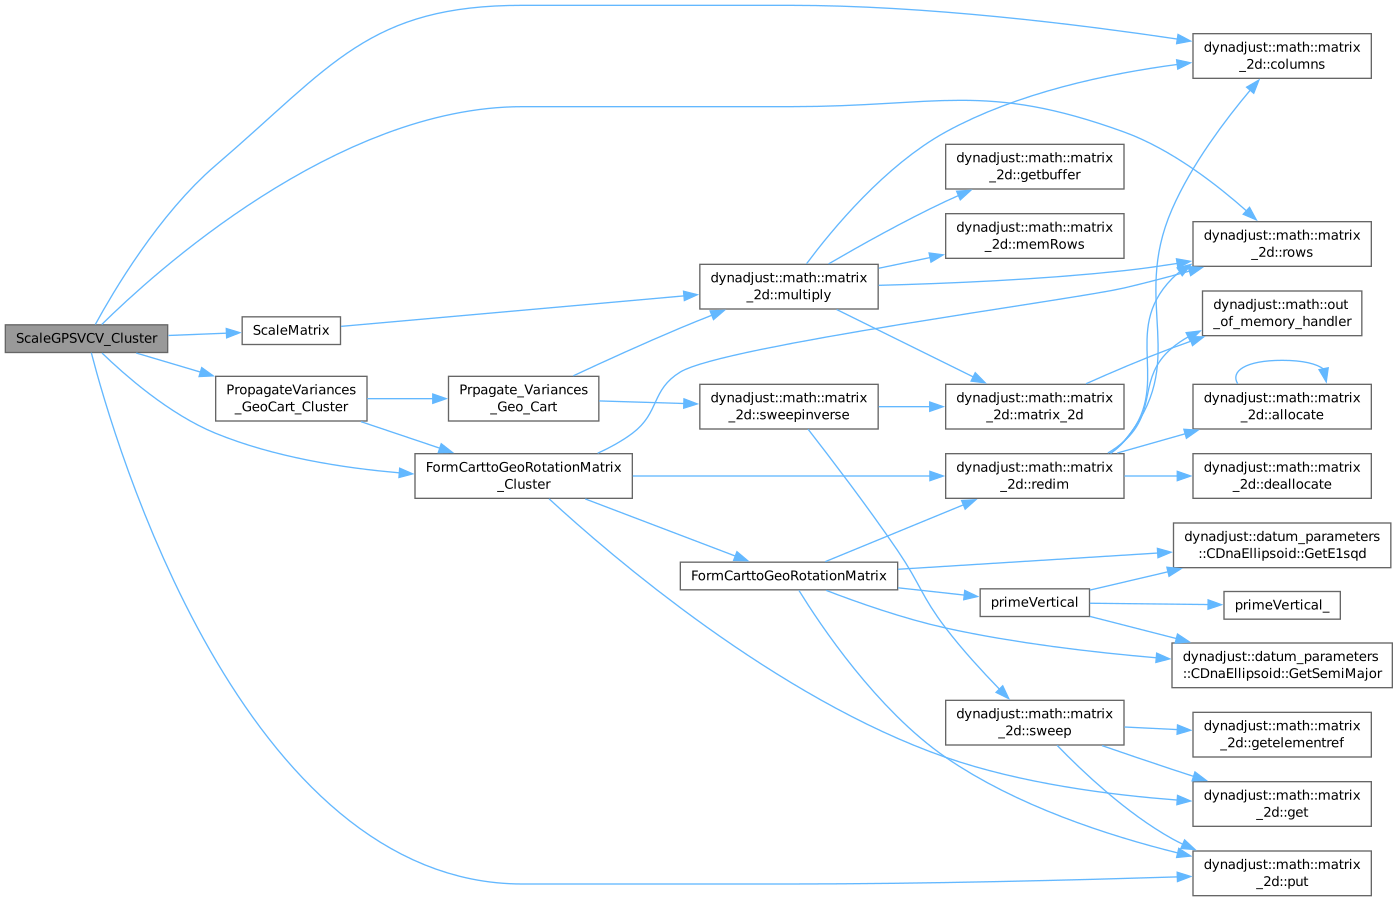 ScaleGPSVCV_Cluster
ScaleMatrix
PropagateVariances
_GeoCart_Cluster
Prpagate_Variances
_Geo_Cart
FormCarttoGeoRotationMatrix
_Cluster
dynadjust::math::matrix
_2d::multiply
dynadjust::math::matrix
_2d::sweepinverse
FormCarttoGeoRotationMatrix
dynadjust::math::matrix
_2d::getbuffer
dynadjust::math::matrix
_2d::memRows
dynadjust::math::matrix
_2d::matrix_2d
dynadjust::math::matrix
_2d::redim
primeVertical
dynadjust::math::matrix
_2d::sweep
dynadjust::math::matrix
_2d::columns
dynadjust::math::matrix
_2d::rows
dynadjust::math::out
_of_memory_handler
dynadjust::math::matrix
_2d::allocate
dynadjust::math::matrix
_2d::deallocate
dynadjust::datum_parameters
::CDnaEllipsoid::GetE1sqd
primeVertical_
dynadjust::datum_parameters
::CDnaEllipsoid::GetSemiMajor
dynadjust::math::matrix
_2d::getelementref
dynadjust::math::matrix
_2d::get
dynadjust::math::matrix
_2d::put